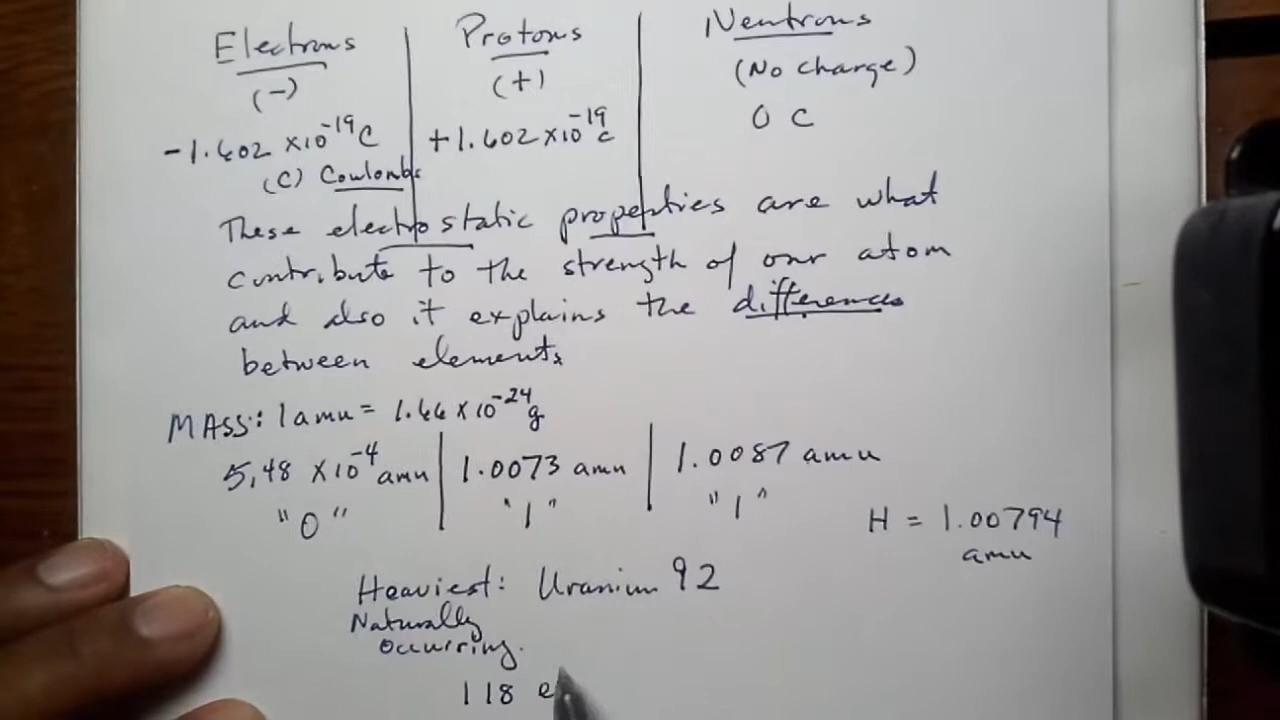 Electrons Protons Neutrons
(-) (+) (No charge)
-1.602 x10^-19 C +1.602 x10^-19 c 0 C
(C) Coulombs
These electrostatic properties are what
contribute to the strength of our atom
and also it explains the differences
between elements
MASS: 1 amu = 1.66 x 10^-24 g
5.48 x10^-4 amu 1.0073 amu 1.0087 amu
"0" "1" "1"
H = 1.00794
amu
Heaviest: Uranium 92
Naturally
Occurring.
118 e